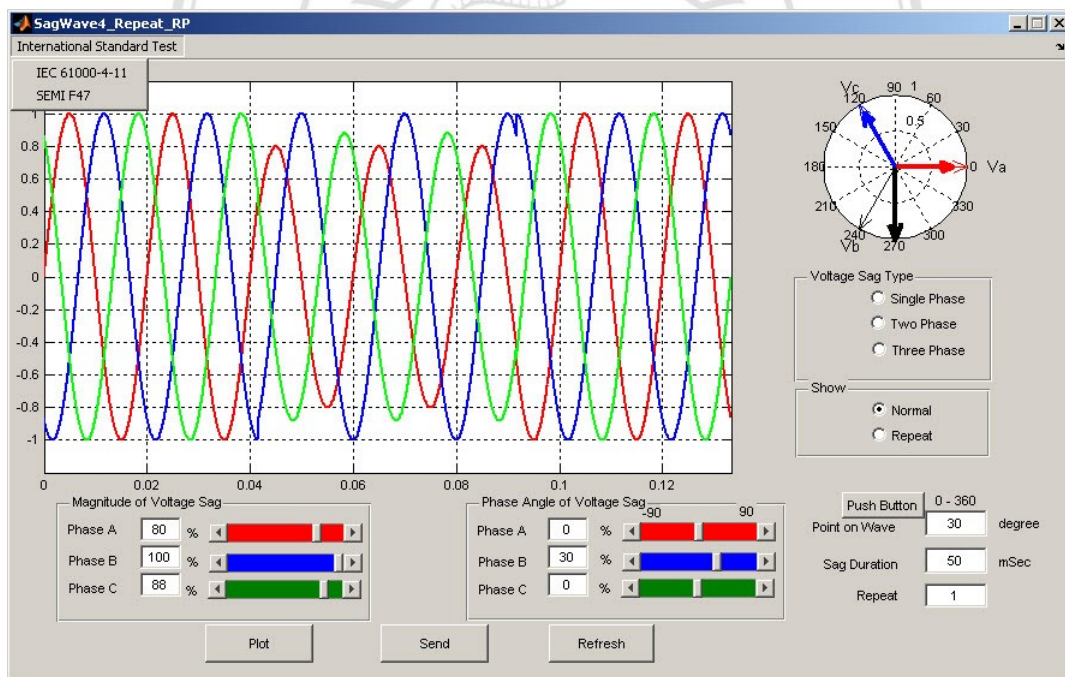 SagWave4_Repeat_RP
International Standard Test
IEC 61000-4-11
SEMI F47
1
0.8
0.6
0.4
0.2
0
-0.2
-0.4
-0.6
-0.8
-1
0 0.02 0.04 0.06 0.08 0.1 0.12
90 1
60
0.5
30
0 Va
330
300
270
240
Vb
210
180
150
120
Vc
Voltage Sag Type
Single Phase
Two Phase
Three Phase
Show
Normal
Repeat
Magnitude of Voltage Sag
Phase A 80 %
Phase B 100 %
Phase C 88 %
Phase Angle of Voltage Sag
-90 90
Phase A 0 %
Phase B 30 %
Phase C 0 %
Push Button 0 - 360
Point on Wave 30 degree
Sag Duration 50 mSec
Repeat 1
Plot Send Refresh